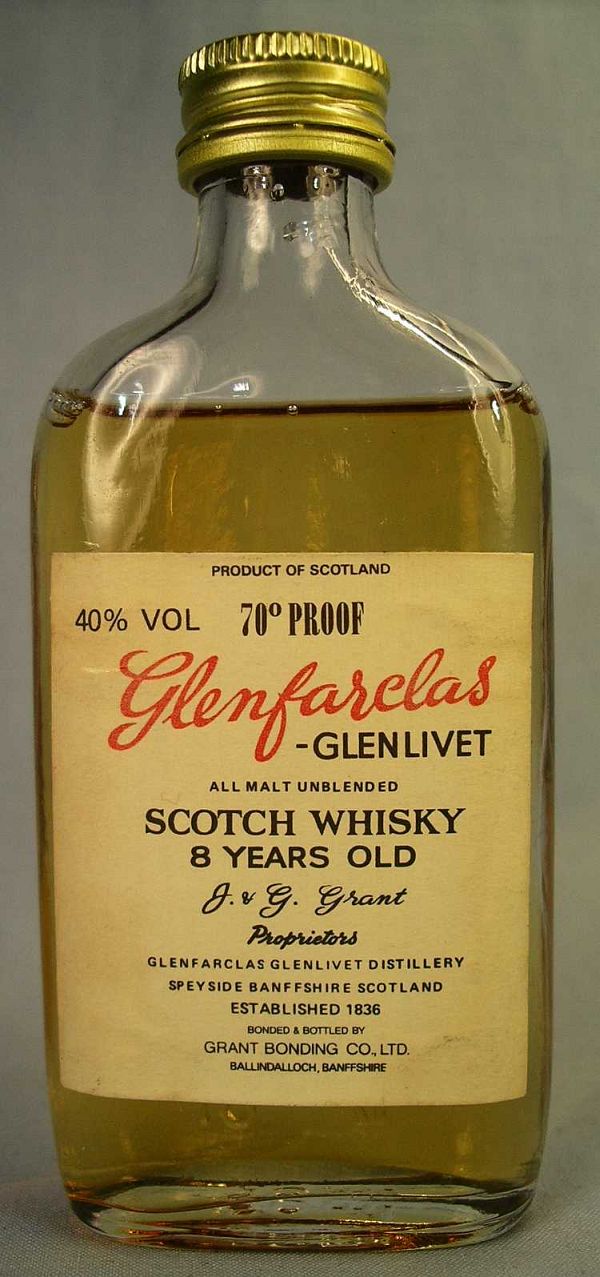 PRODUCT OF SCOTLAND
40% VOL 70º PROOF
Glenfarclas
-GLENLIVET
ALL MALT UNBLENDED
SCOTCH WHISKY
8 YEARS OLD
J. & G. Grant
Proprietors
GLENFARCLAS GLENLIVET DISTILLERY
SPEYSIDE BANFFSHIRE SCOTLAND
ESTABLISHED 1836
BONDED & BOTTLED BY
GRANT BONDING CO., LTD.
BALLINDALLOCH, BANFFSHIRE